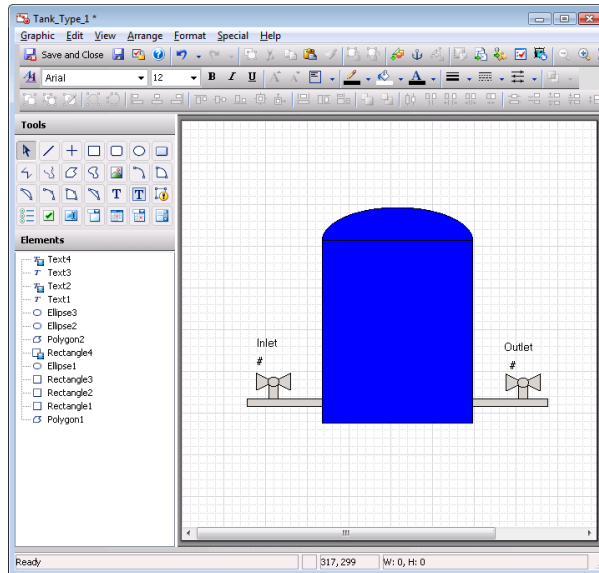 Tank_Type_1 *
Graphic Edit View Arrange Format Special Help
Save and Close
Arial 12 B I U A A A
Tools
T T
Elements
Text4
Text3
Text2
Text1
Ellipse3
Ellipse2
Polygon2
Rectangle4
Ellipse1
Rectangle3
Rectangle2
Rectangle1
Polygon1
Inlet
#
Outlet
#
Ready 317, 299 W: 0, H: 0